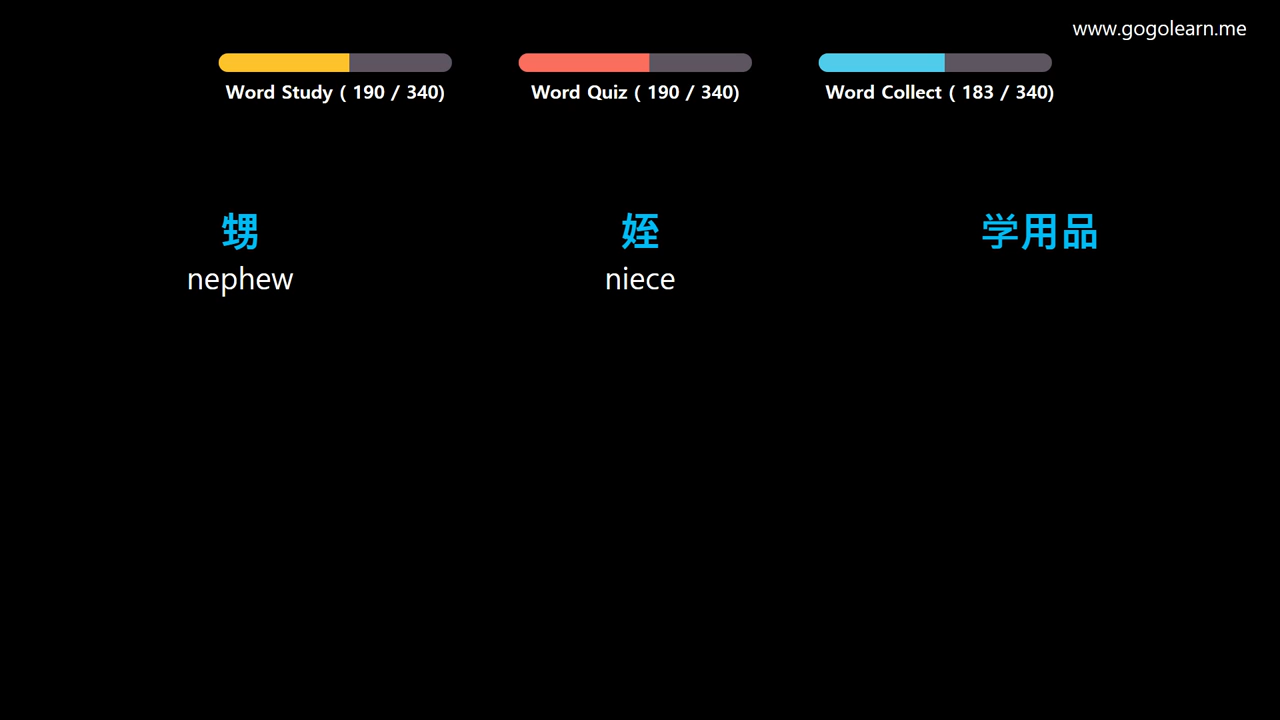 www.gogolearn.me
Word Study ( 190 / 340)
Word Quiz ( 190 / 340)
Word Collect ( 183 / 340)
甥
nephew
姪
niece
学用品